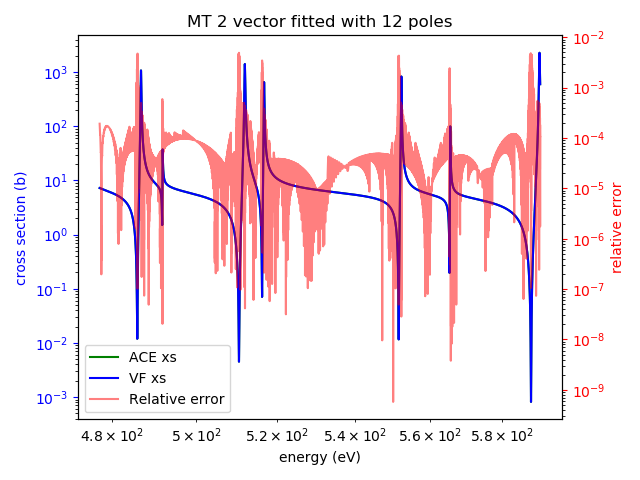 MT 2 vector fitted with 12 poles
10³
10²
10¹
10⁰
10⁻¹
10⁻²
10⁻³
cross section (b)
10⁻²
10⁻³
10⁻⁴
10⁻⁵
10⁻⁶
10⁻⁷
10⁻⁸
10⁻⁹
relative error
ACE xs
VF xs
Relative error
4.8 × 10² 5 × 10² 5.2 × 10² 5.4 × 10² 5.6 × 10² 5.8 × 10²
energy (eV)